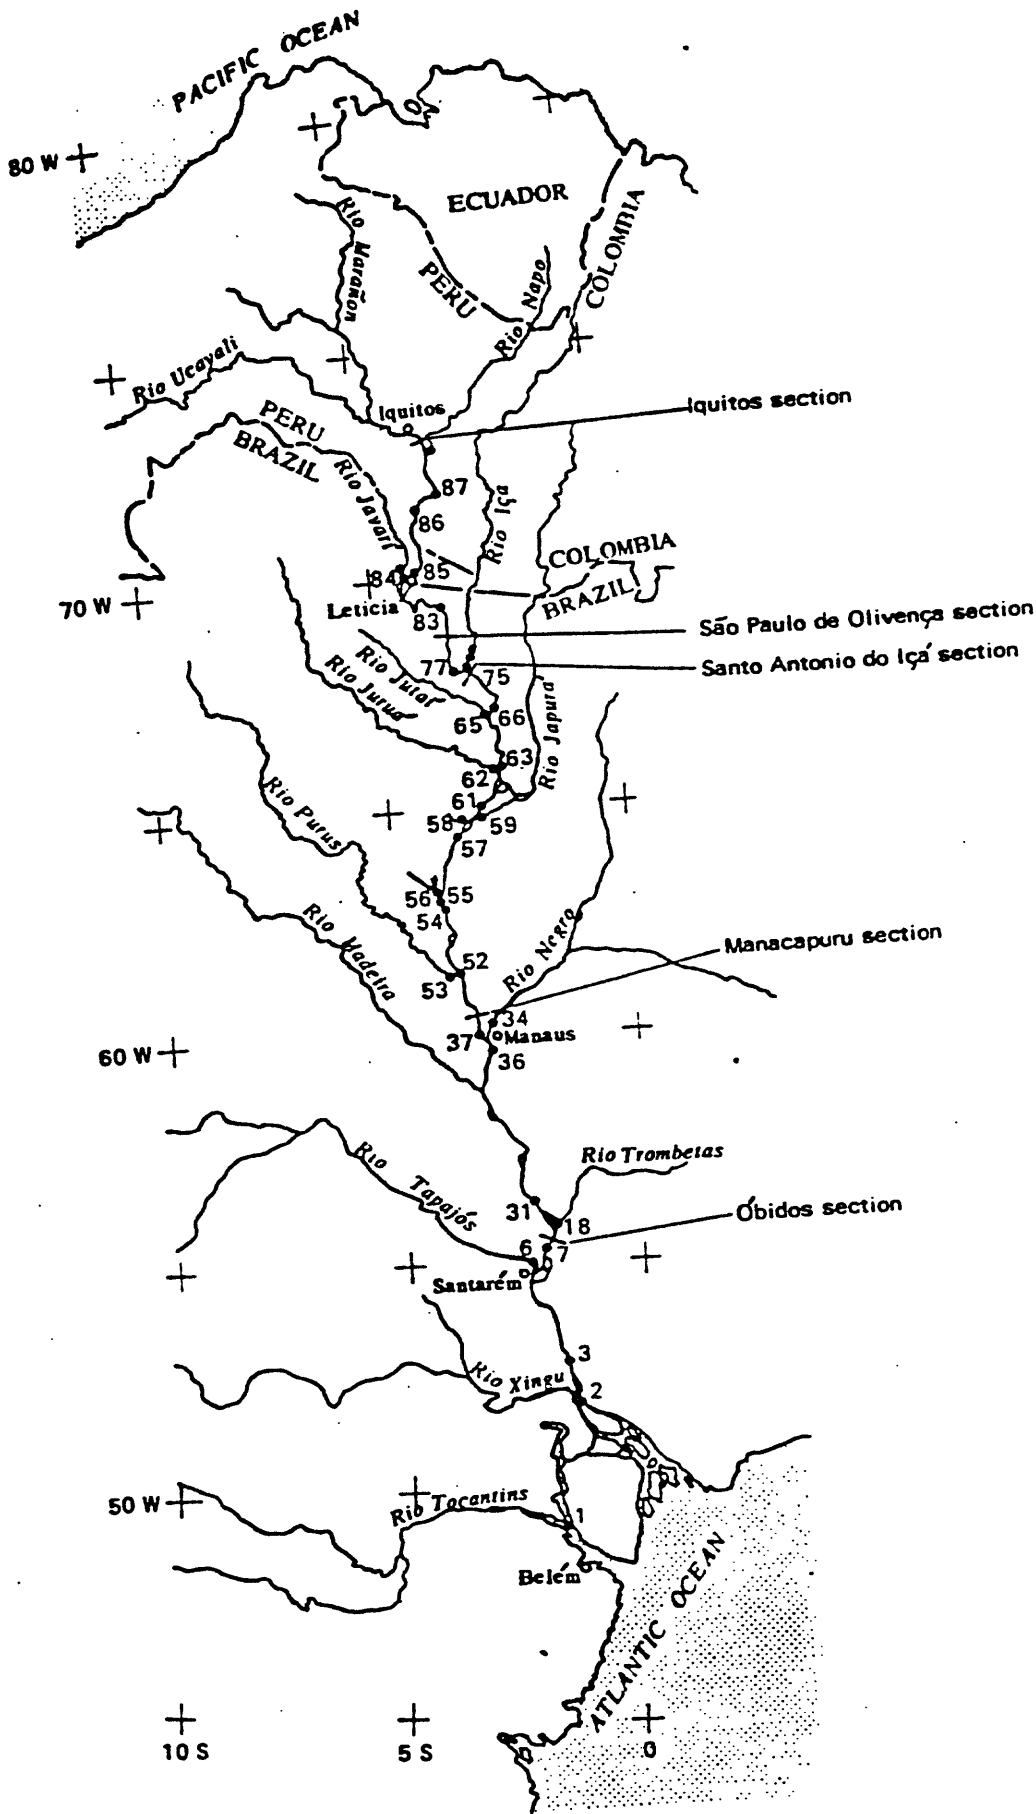 PACIFIC OCEAN
80 W
ECUADOR
COLOMBIA
Rio Marañon
PERU
Rio Napo
Rio Ucayali
Iquitos
Iquitos section
PERU
BRAZIL
Rio Javari
87
86
Rio Iça
COLOMBIA
BRAZIL
84
85
70 W
Leticia
83
São Paulo de Olivença section
Santo Antonio do Içá section
77
75
Rio Jutaí
Rio Juruá
65
66
Rio Japurá
63
62
61
59
58
57
Rio Purus
56
55
54
Rio Madeira
Rio Negro
Manacapuru section
52
53
34
Manaus
37
36
60 W
Rio Trombetas
Rio Tapajós
31
18
Óbidos section
6
7
Santarém
3
Rio Xingu
2
50 W
Rio Tocantins
1
Belém
ATLANTIC OCEAN
10 S
5 S
0